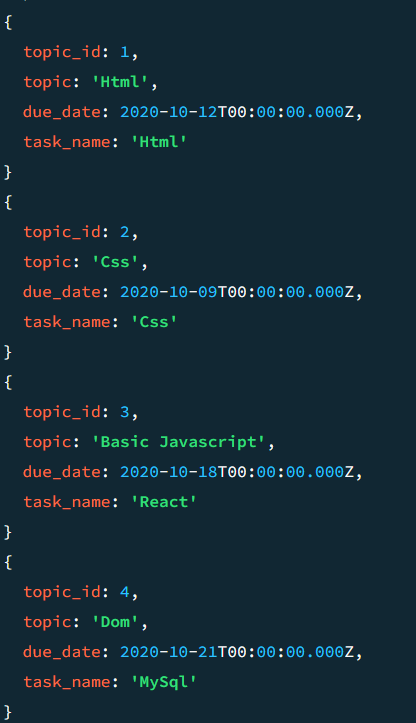 {
topic_id: 1,
topic: 'Html',
due_date: 2020-10-12T00:00:00.000Z,
task_name: 'Html'
}
{
topic_id: 2,
topic: 'Css',
due_date: 2020-10-09T00:00:00.000Z,
task_name: 'Css'
}
{
topic_id: 3,
topic: 'Basic Javascript',
due_date: 2020-10-18T00:00:00.000Z,
task_name: 'React'
}
{
topic_id: 4,
topic: 'Dom',
due_date: 2020-10-21T00:00:00.000Z,
task_name: 'MySql'
}